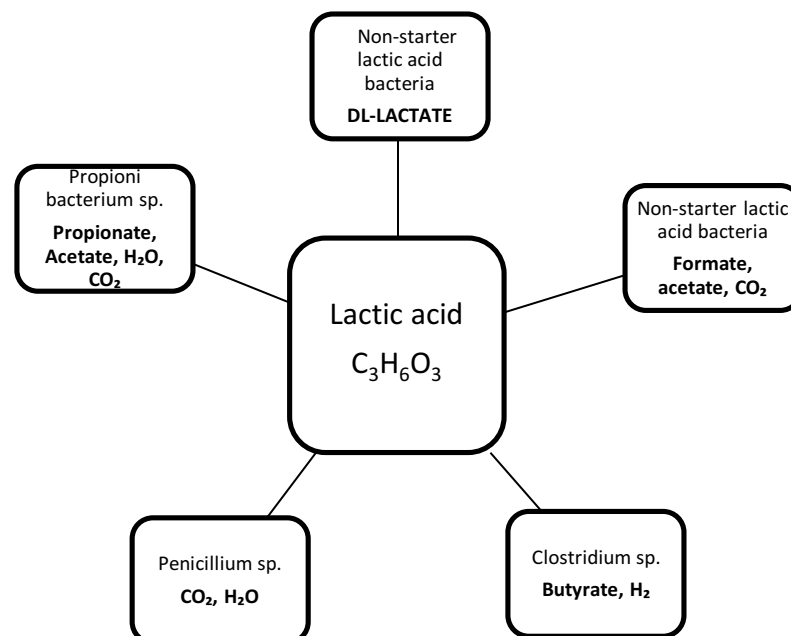 Non-starter
lactic acid
bacteria
DL-LACTATE
Propioni
bacterium sp.
Propionate,
Acetate, H₂O,
CO₂
Non-starter lactic
acid bacteria
Formate,
acetate, CO₂
Lactic acid
C₃H₆O₃
Penicillium sp.
CO₂, H₂O
Clostridium sp.
Butyrate, H₂